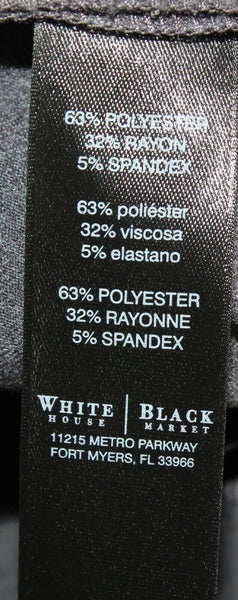 63% POLYESTER
32% RAYON
5% SPANDEX
63% poliéster
32% viscosa
5% elastano
63% POLYESTER
32% RAYONNE
5% SPANDEX
WHITE | BLACK
HOUSE | MARKET
11215 METRO PARKWAY
FORT MYERS, FL 33966